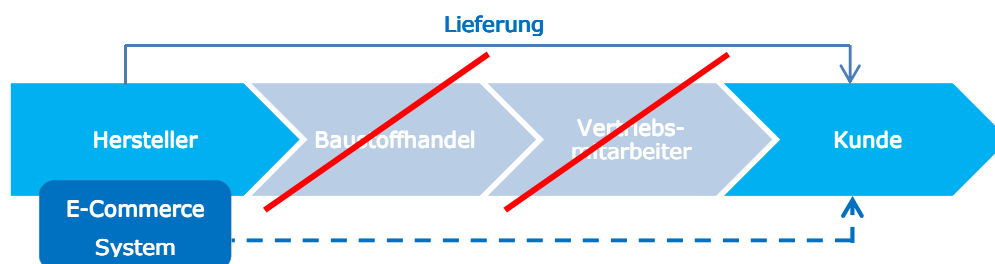 Lieferung
Hersteller
Baustoffhandel
Vertriebs-
mitarbeiter
Kunde
E-Commerce
System